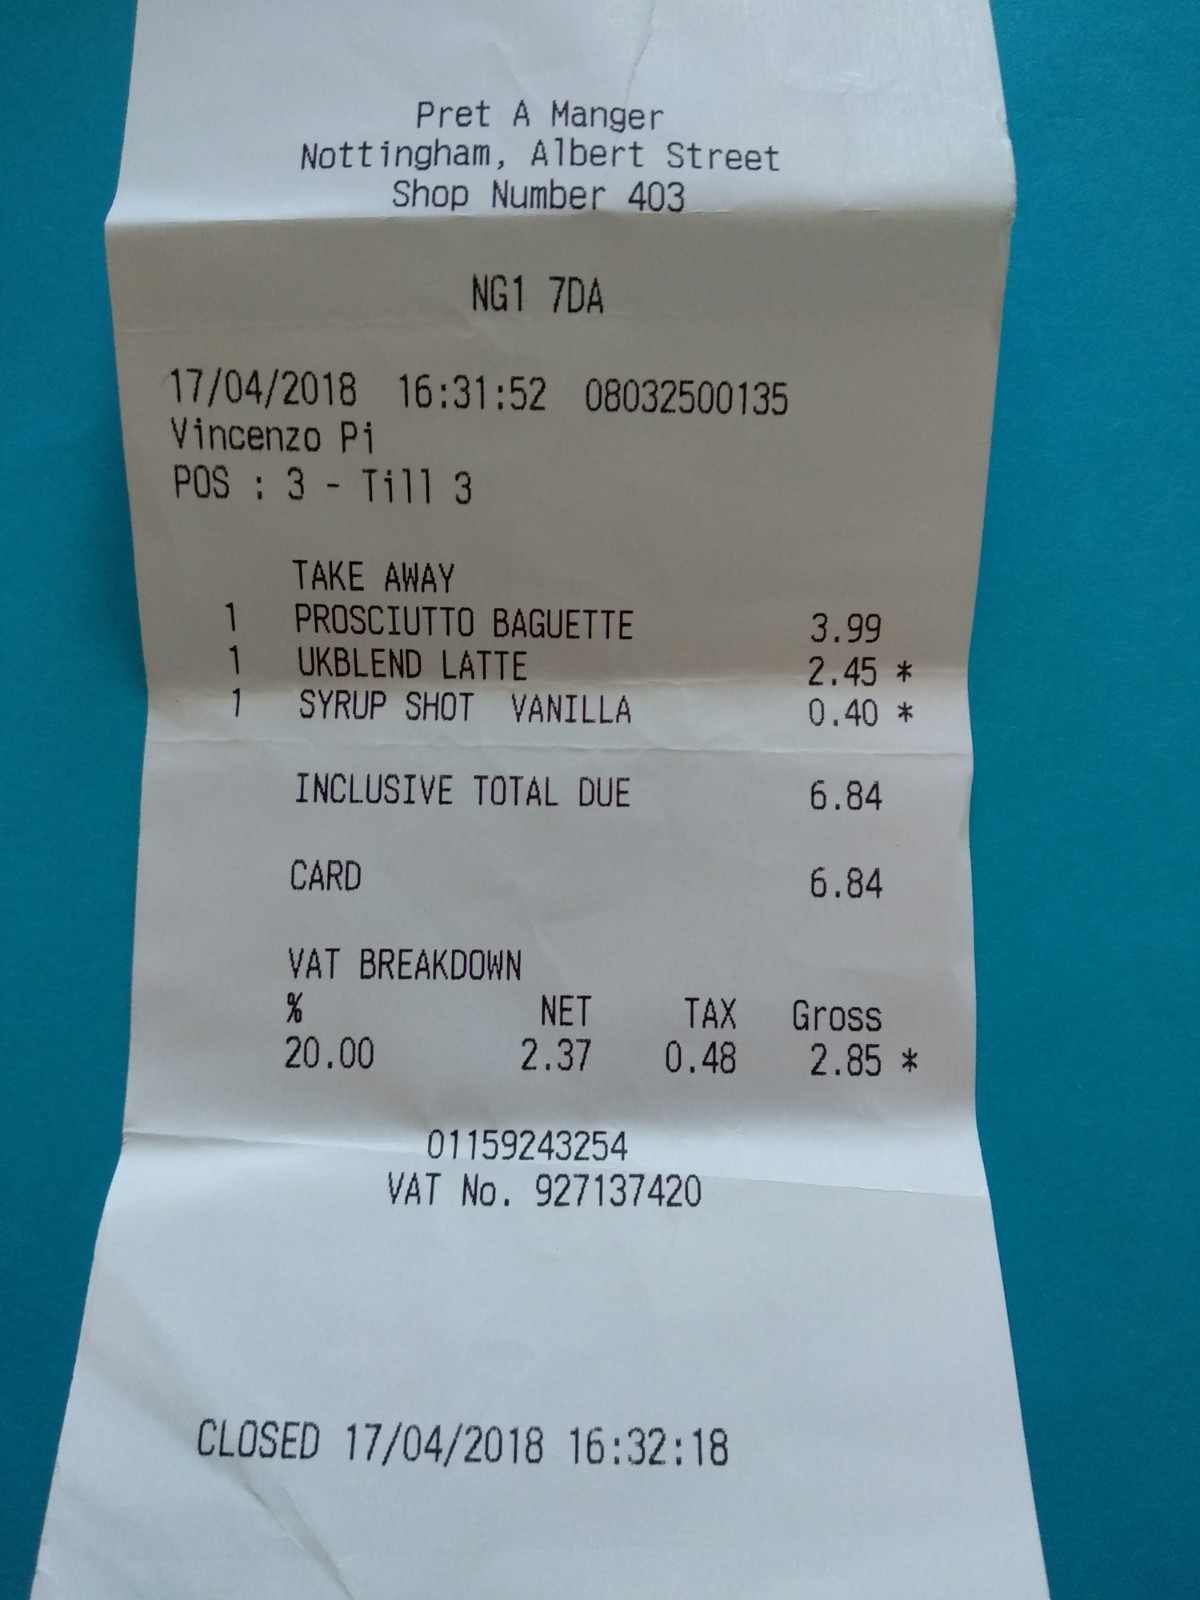 Pret A Manger
Nottingham, Albert Street
Shop Number 403
NG1 7DA
17/04/2018 16:31:52 08032500135
Vincenzo Pi
POS : 3 - Till 3
TAKE AWAY
1 PROSCIUTTO BAGUETTE 3.99
1 UKBLEND LATTE 2.45 *
1 SYRUP SHOT VANILLA 0.40 *
INCLUSIVE TOTAL DUE 6.84
CARD 6.84
VAT BREAKDOWN
% NET TAX Gross
20.00 2.37 0.48 2.85 *
01159243254
VAT No. 927137420
CLOSED 17/04/2018 16:32:18